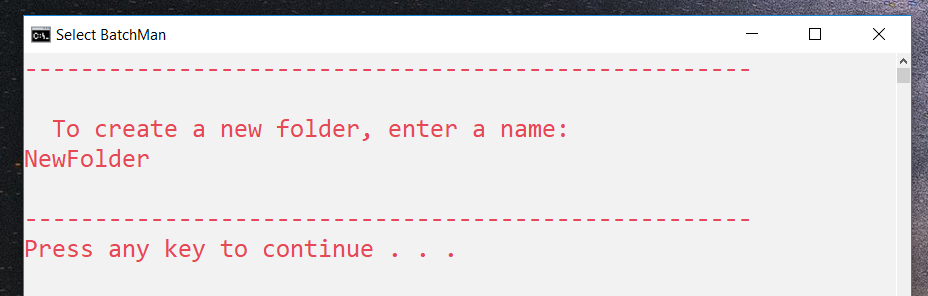 Select BatchMan
----------------------------------------------------
To create a new folder, enter a name:
NewFolder
----------------------------------------------------
Press any key to continue . . .